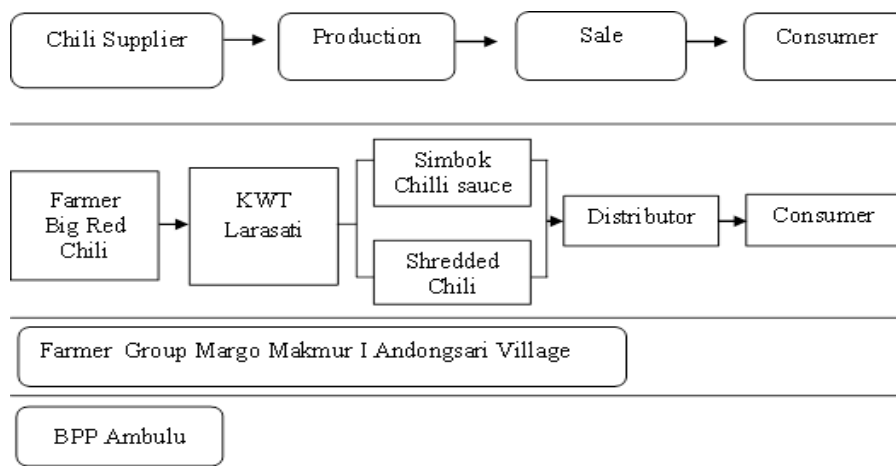 Chili Supplier
Production
Sale
Consumer
Farmer
Big Red
Chili
KWT
Larasati
Simbok
Chilli sauce
Shredded
Chili
Distributor
Consumer
Farmer Group Margo Makmur I Andongsari Village
BPP Ambulu